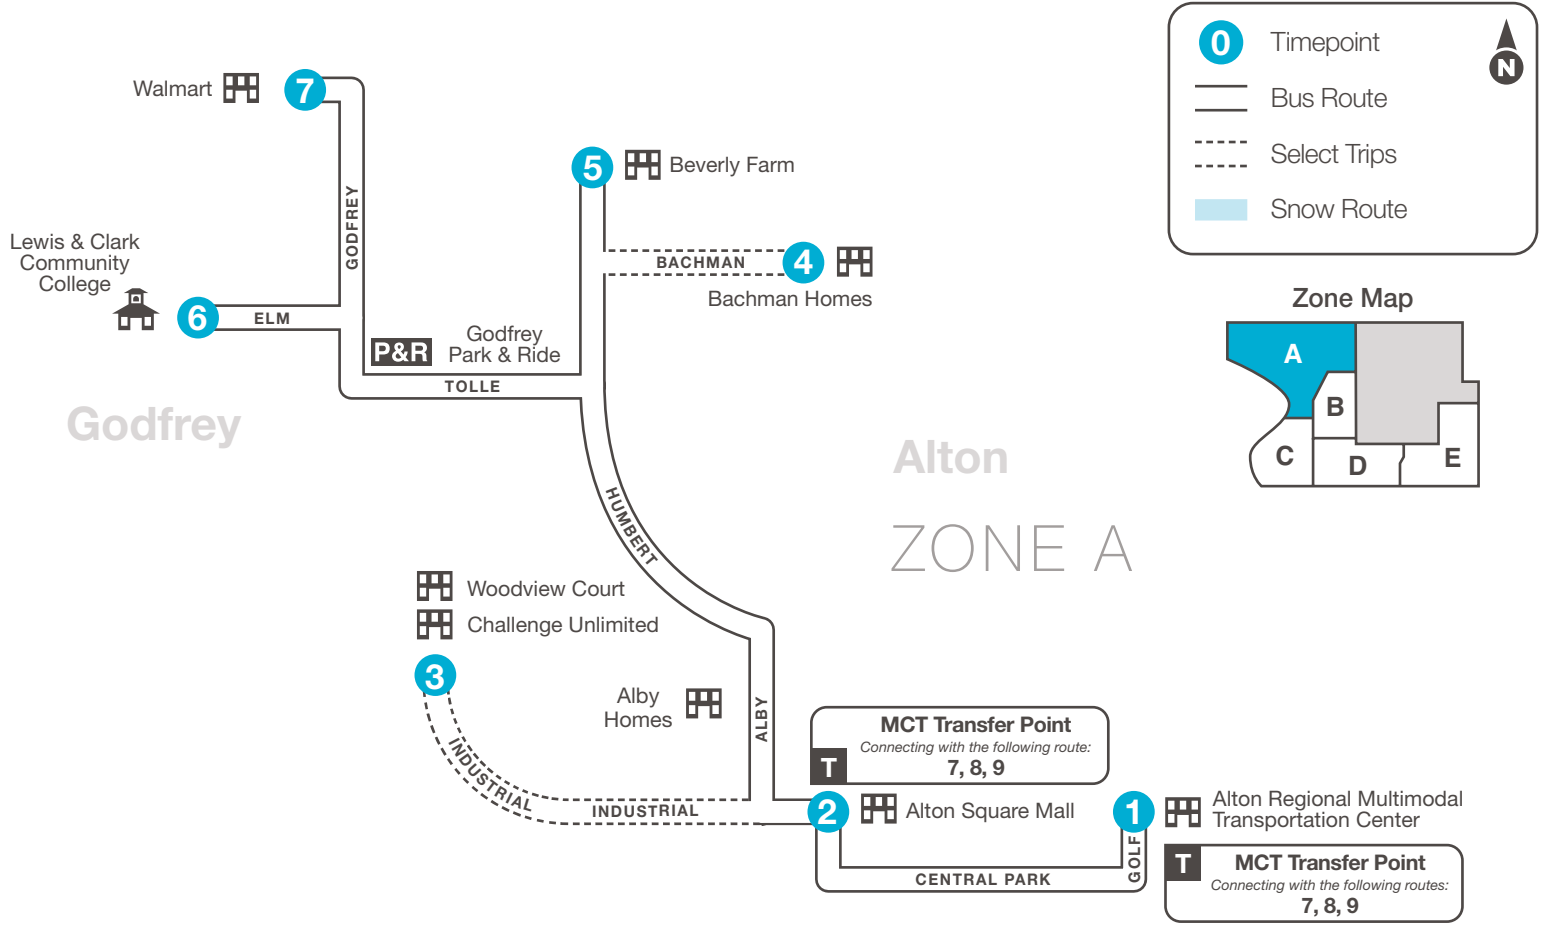 0
Timepoint
N
Bus Route
Select Trips
Snow Route
Walmart
7
5
Beverly Farm
GODFREY
Lewis & Clark
Community
College
BACHMAN
4
Bachman Homes
6
ELM
P&R
Godfrey
Park & Ride
TOLLE
Zone Map
A
B
C
D
E
Godfrey
Alton
ZONE A
HUMBERT
Woodview Court
Challenge Unlimited
3
Alby
Homes
ALBY
INDUSTRIAL
INDUSTRIAL
MCT Transfer Point
Connecting with the following route:
T
7, 8, 9
2
Alton Square Mall
1
Alton Regional Multimodal
Transportation Center
GOLF
CENTRAL PARK
T
MCT Transfer Point
Connecting with the following routes:
7, 8, 9